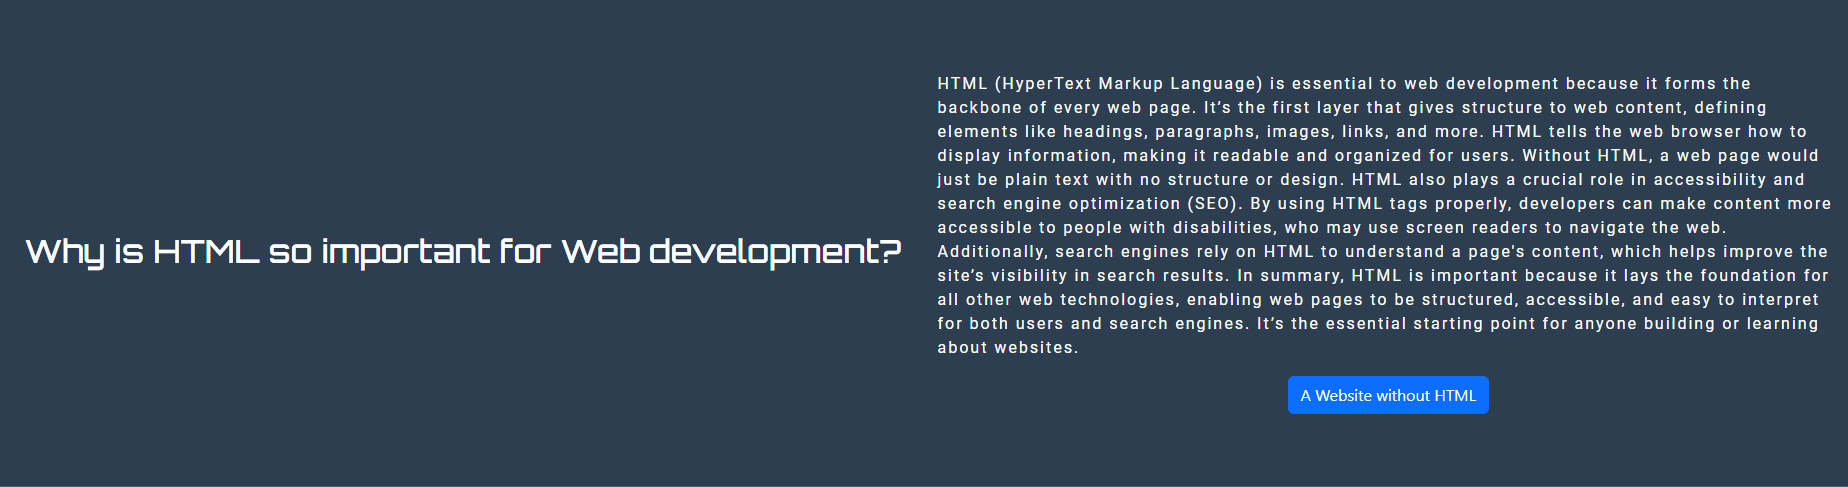 Why is HTML so important for Web development?
HTML (HyperText Markup Language) is essential to web development because it forms the
backbone of every web page. It’s the first layer that gives structure to web content, defining
elements like headings, paragraphs, images, links, and more. HTML tells the web browser how to
display information, making it readable and organized for users. Without HTML, a web page would
just be plain text with no structure or design. HTML also plays a crucial role in accessibility and
search engine optimization (SEO). By using HTML tags properly, developers can make content more
accessible to people with disabilities, who may use screen readers to navigate the web.
Additionally, search engines rely on HTML to understand a page's content, which helps improve the
site’s visibility in search results. In summary, HTML is important because it lays the foundation for
all other web technologies, enabling web pages to be structured, accessible, and easy to interpret
for both users and search engines. It’s the essential starting point for anyone building or learning
about websites.
A Website without HTML